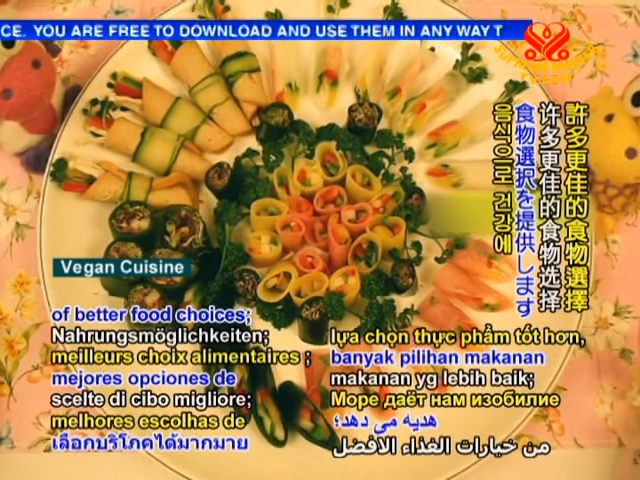 CE. YOU ARE FREE TO DOWNLOAD AND USE THEM IN ANY WAY T
許多更佳的食物選擇
许多更佳的食物选择
食物選択を提供します
음식으로 건강에
Vegan Cuisine
of better food choices;
Nahrungsmöglichkeiten;
meilleurs choix alimentaires ;
mejores opciones de
scelte di cibo migliore;
melhores escolhas de
เลือกบริโภคได้มากมาย
lựa chọn thực phẩm tốt hơn,
banyak pilihan makanan
makanan yg lebih baik;
Море даёт нам изобилие
هدیه می دهد؛
من خيارات الغذاء الافضل